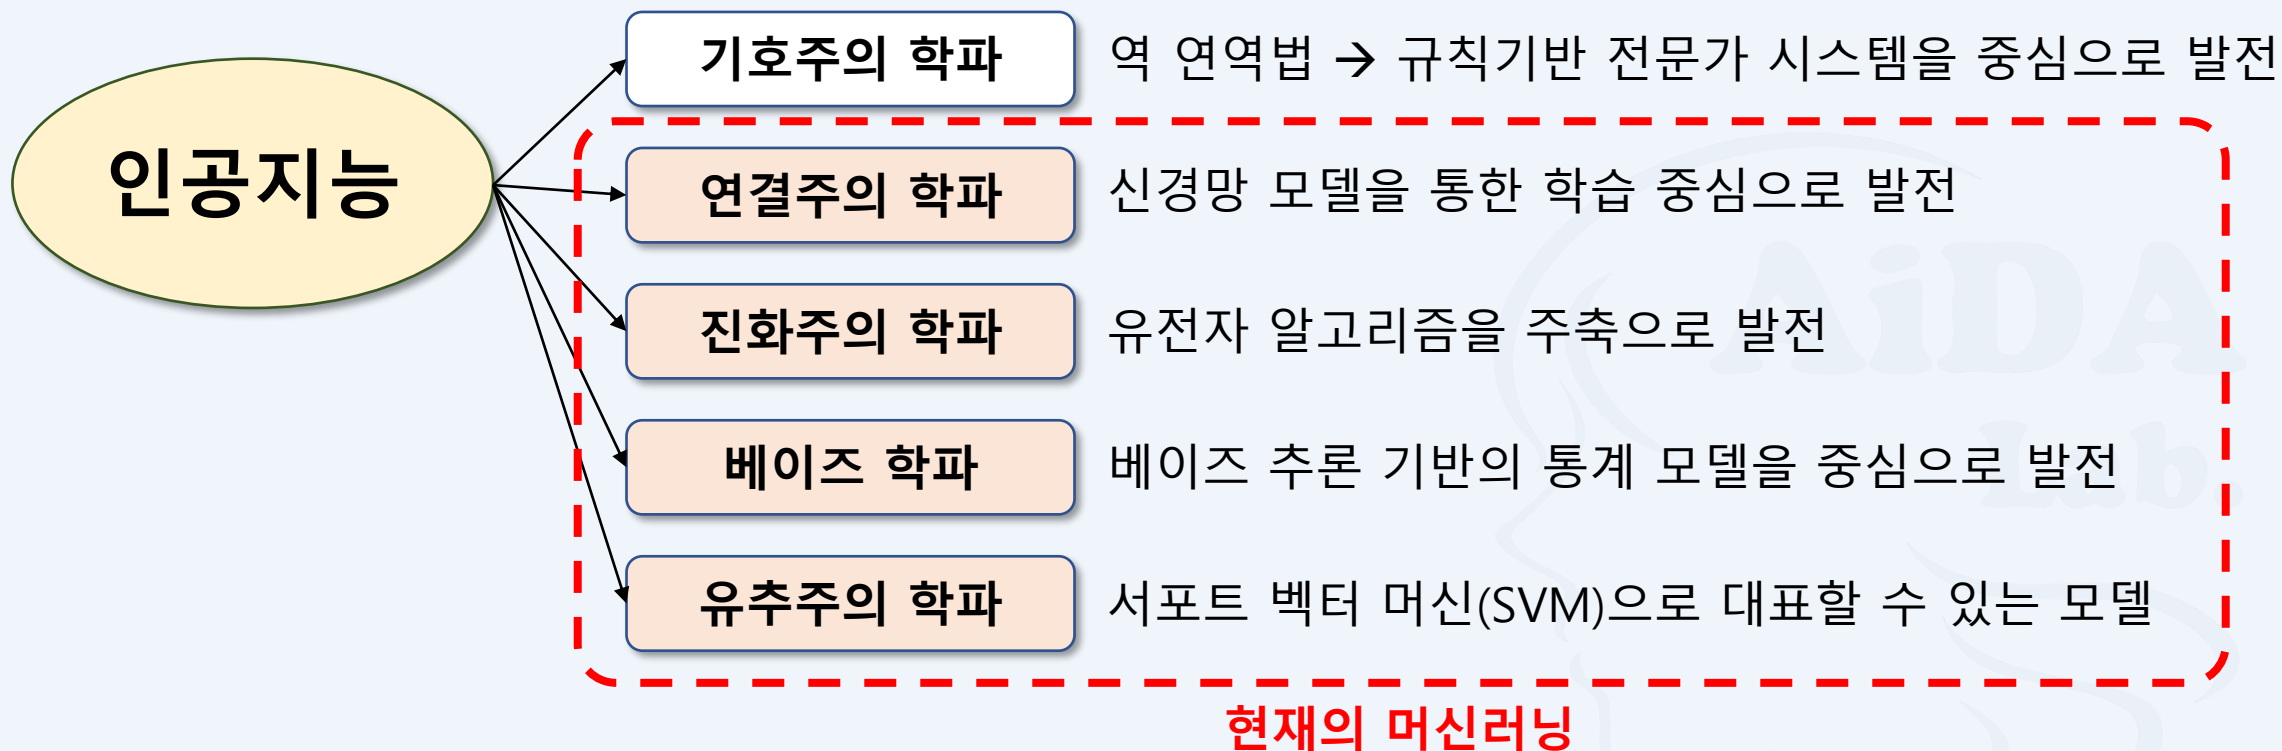 인공지능
기호주의 학파
역 연역법 → 규칙기반 전문가 시스템을 중심으로 발전
연결주의 학파
신경망 모델을 통한 학습 중심으로 발전
진화주의 학파
유전자 알고리즘을 주축으로 발전
베이즈 학파
베이즈 추론 기반의 통계 모델을 중심으로 발전
유추주의 학파
서포트 벡터 머신(SVM)으로 대표할 수 있는 모델
현재의 머신러닝
AiDA
Lab.